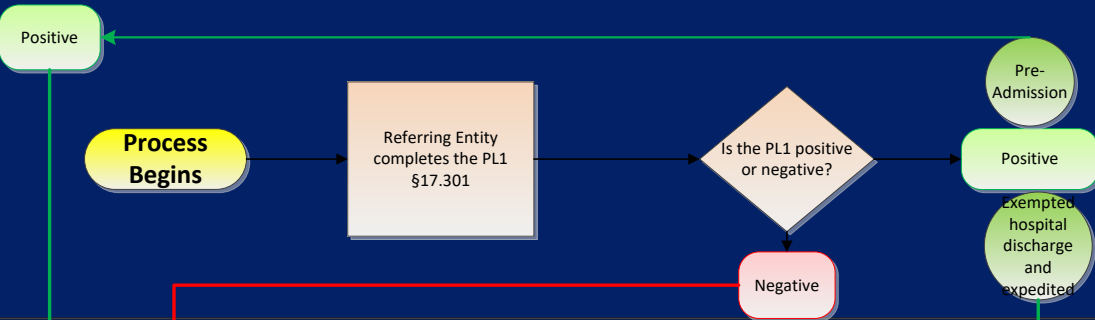 Positive
Pre-
Admission
Process
Begins
Referring Entity
completes the PL1
§17.301
Is the PL1 positive
or negative?
Positive
Exempted
hospital
discharge
and
expedited
Negative